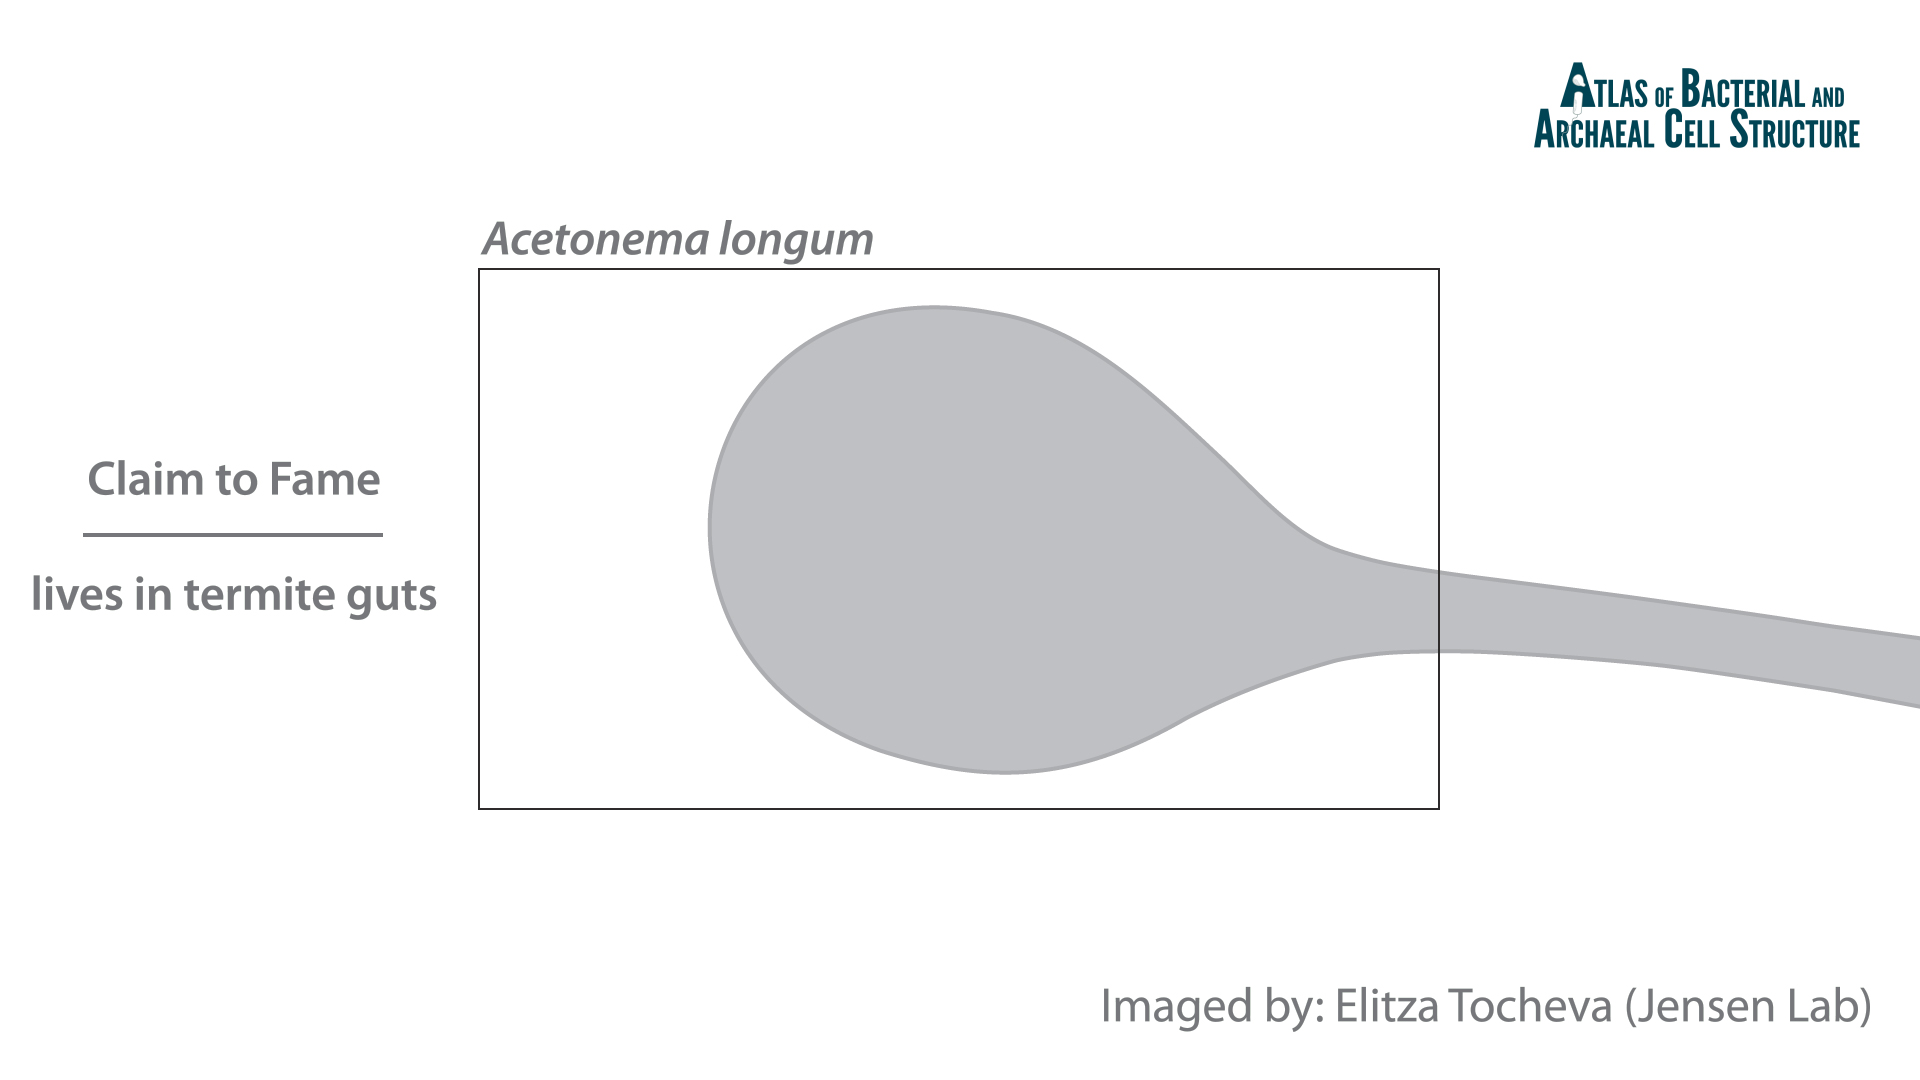 Atlas of Bacterial and
Archaeal Cell Structure
Acetonema longum
Claim to Fame
lives in termite guts
Imaged by: Elitza Tocheva (Jensen Lab)